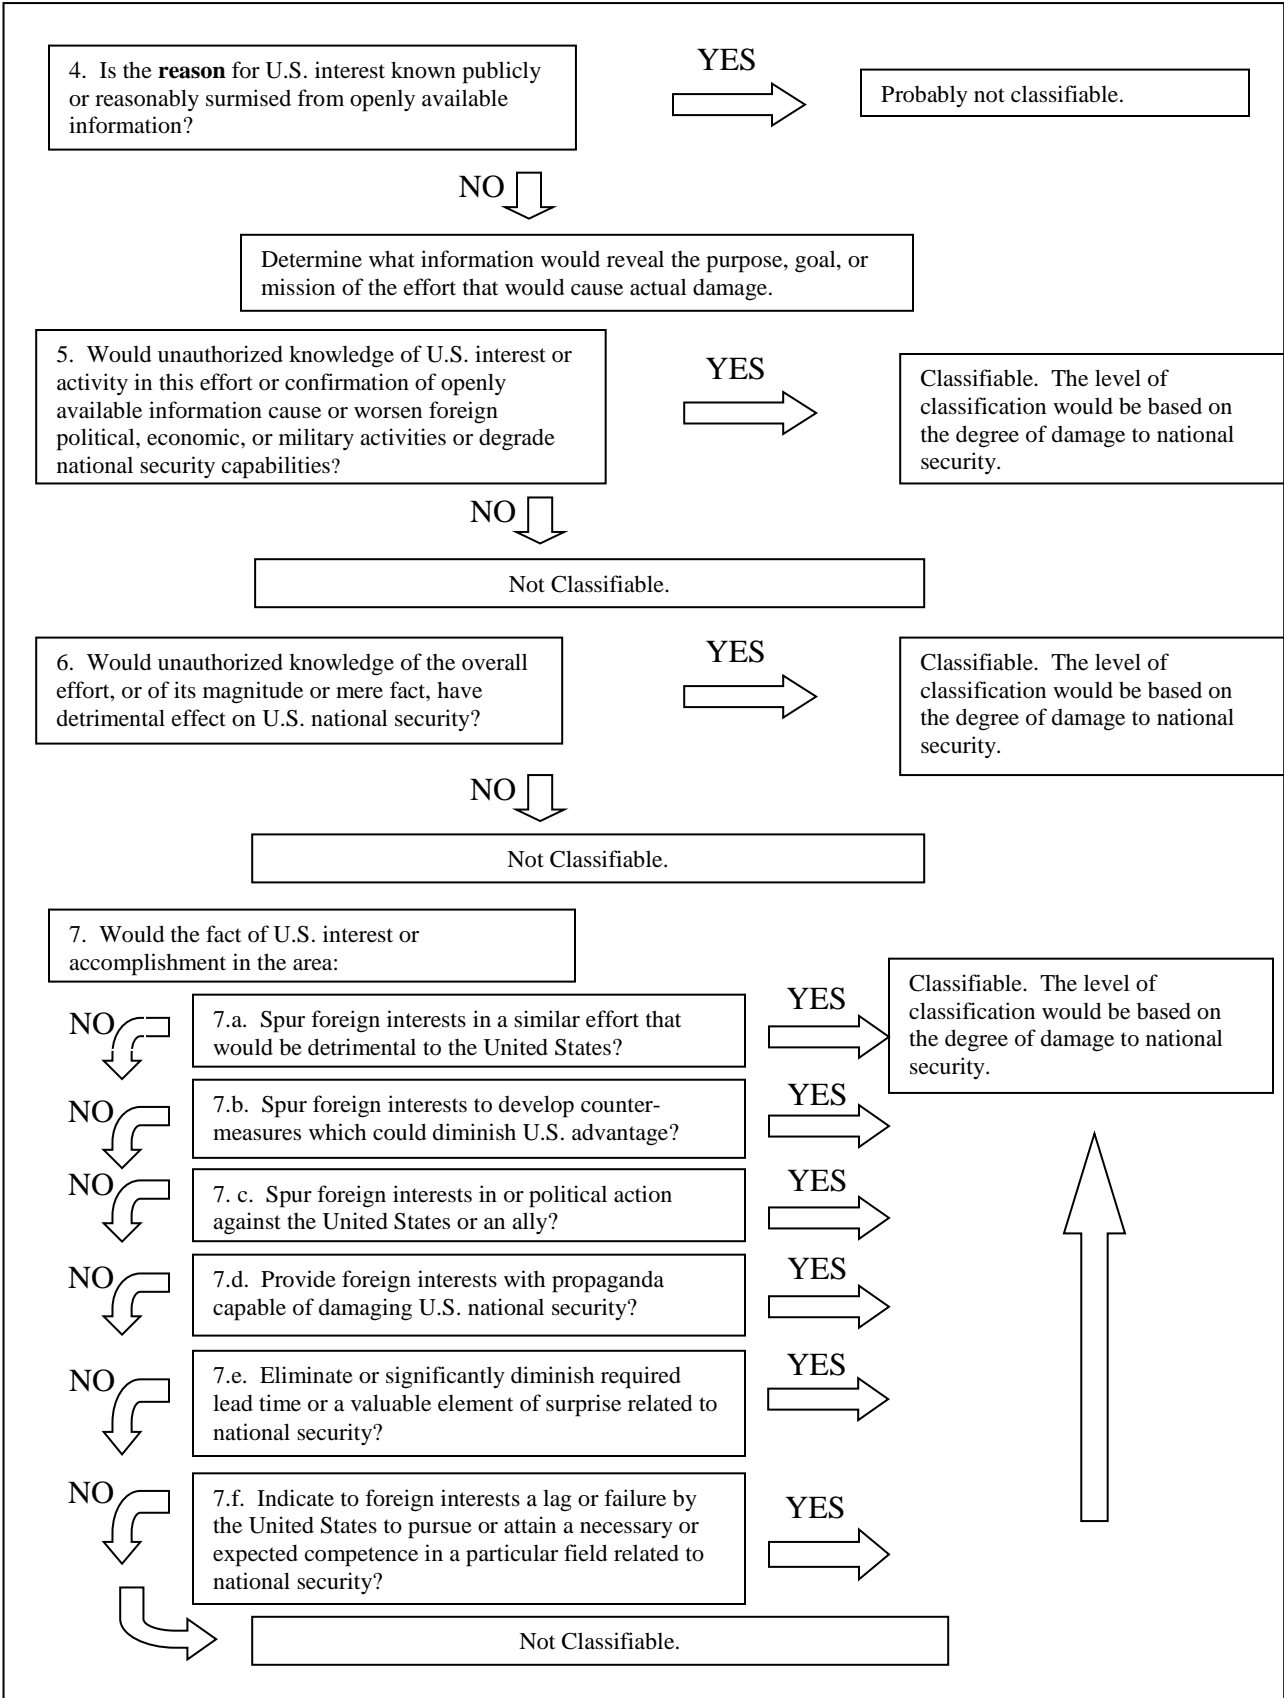 4. Is the reason for U.S. interest known publicly
or reasonably surmised from openly available
information?
YES
Probably not classifiable.
NO
Determine what information would reveal the purpose, goal, or
mission of the effort that would cause actual damage.
5. Would unauthorized knowledge of U.S. interest or
activity in this effort or confirmation of openly
available information cause or worsen foreign
political, economic, or military activities or degrade
national security capabilities?
YES
Classifiable. The level of
classification would be based on
the degree of damage to national
security.
NO
Not Classifiable.
6. Would unauthorized knowledge of the overall
effort, or of its magnitude or mere fact, have
detrimental effect on U.S. national security?
YES
Classifiable. The level of
classification would be based on
the degree of damage to national
security.
NO
Not Classifiable.
7. Would the fact of U.S. interest or
accomplishment in the area:
Classifiable. The level of
classification would be based on
the degree of damage to national
security.
NO
7.a. Spur foreign interests in a similar effort that
would be detrimental to the United States?
YES
NO
7.b. Spur foreign interests to develop counter-
measures which could diminish U.S. advantage?
YES
NO
7. c. Spur foreign interests in or political action
against the United States or an ally?
YES
NO
7.d. Provide foreign interests with propaganda
capable of damaging U.S. national security?
YES
NO
7.e. Eliminate or significantly diminish required
lead time or a valuable element of surprise related to
national security?
YES
NO
7.f. Indicate to foreign interests a lag or failure by
the United States to pursue or attain a necessary or
expected competence in a particular field related to
national security?
YES
Not Classifiable.